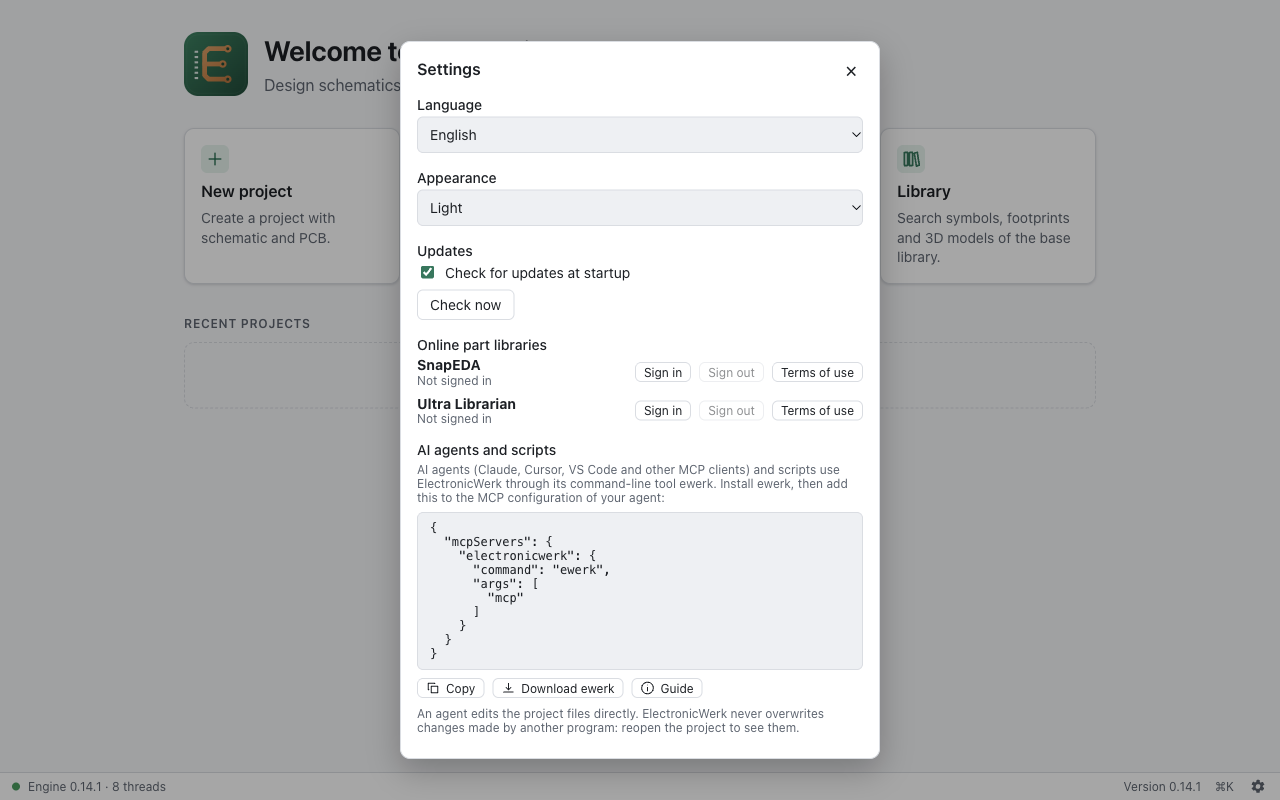 Welcome t
Design schematics
Settings
Language
English
Appearance
Light
Updates
Check for updates at startup
Check now
Online part libraries
SnapEDA
Not signed in
Sign in
Sign out
Terms of use
Ultra Librarian
Not signed in
Sign in
Sign out
Terms of use
AI agents and scripts
AI agents (Claude, Cursor, VS Code and other MCP clients) and scripts use
ElectronicWerk through its command-line tool ewerk. Install ewerk, then add
this to the MCP configuration of your agent:
{
  "mcpServers": {
    "electronicwerk": {
      "command": "ewerk",
      "args": [
        "mcp"
      ]
    }
  }
}
Copy
Download ewerk
Guide
An agent edits the project files directly. ElectronicWerk never overwrites
changes made by another program: reopen the project to see them.
New project
Create a project with
schematic and PCB.
Library
Search symbols, footprints
and 3D models of the base
library.
RECENT PROJECTS
Engine 0.14.1 · 8 threads
Version 0.14.1
⌘K